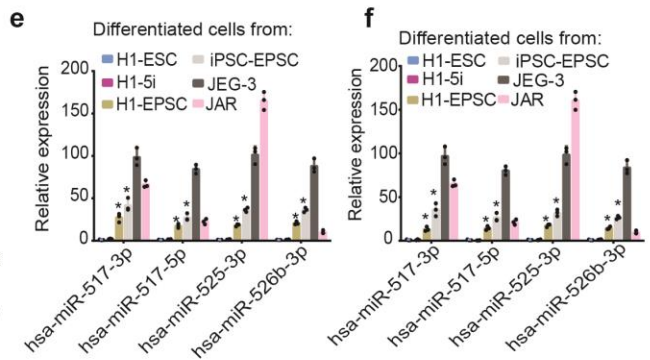 e
Differentiated cells from:
H1-ESC iPSC-EPSC
H1-5i JEG-3
H1-EPSC JAR
Relative expression
200
150
100
50
0
* * * * * * * *
hsa-miR-517-3p
hsa-miR-517-5p
hsa-miR-525-3p
hsa-miR-526b-3p
f
Differentiated cells from:
H1-ESC iPSC-EPSC
H1-5i JEG-3
H1-EPSC JAR
Relative expression
200
150
100
50
0
* * * * * * * *
hsa-miR-517-3p
hsa-miR-517-5p
hsa-miR-525-3p
hsa-miR-526b-3p